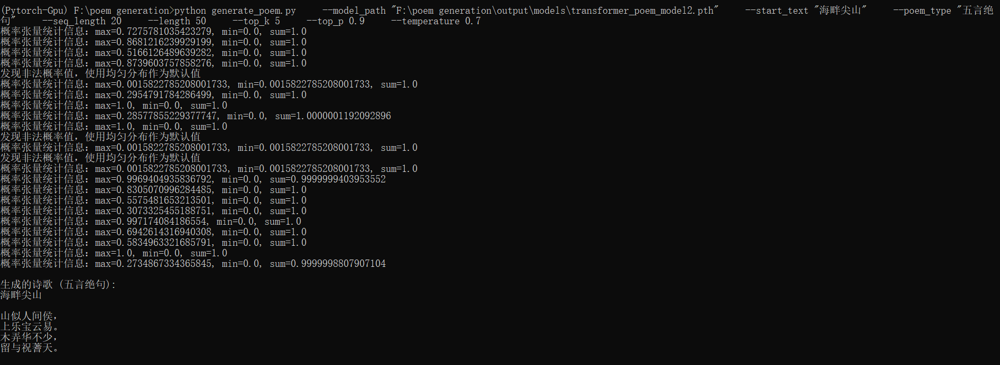 (Pytorch-Gpu) F:\poem generation>python generate_poem.py     --model_path "F:\poem generation\output\models\transformer_poem_model2.pth"     --start_text "海畔尖山"     --poem_type "五言绝
句"     --seq_length 20     --length 50     --top_k 5     --top_p 0.9     --temperature 0.7
概率张量统计信息: max=0.7275781035423279, min=0.0, sum=1.0
概率张量统计信息: max=0.8681216239929199, min=0.0, sum=1.0
概率张量统计信息: max=0.5166126489639282, min=0.0, sum=1.0
概率张量统计信息: max=0.8739603757858276, min=0.0, sum=1.0
发现非法概率值，使用均匀分布作为默认值
概率张量统计信息: max=0.0015822785208001733, min=0.0015822785208001733, sum=1.0
概率张量统计信息: max=0.2954791784286499, min=0.0, sum=1.0
概率张量统计信息: max=1.0, min=0.0, sum=1.0
概率张量统计信息: max=0.28577855229377747, min=0.0, sum=1.0000001192092896
概率张量统计信息: max=1.0, min=0.0, sum=1.0
发现非法概率值，使用均匀分布作为默认值
概率张量统计信息: max=0.0015822785208001733, min=0.0015822785208001733, sum=1.0
发现非法概率值，使用均匀分布作为默认值
概率张量统计信息: max=0.0015822785208001733, min=0.0015822785208001733, sum=1.0
概率张量统计信息: max=0.9969404935836792, min=0.0, sum=0.9999999403953552
概率张量统计信息: max=0.8305070996284485, min=0.0, sum=1.0
概率张量统计信息: max=0.5575481653213501, min=0.0, sum=1.0
概率张量统计信息: max=0.3073325455188751, min=0.0, sum=1.0
概率张量统计信息: max=0.997174084186554, min=0.0, sum=1.0
概率张量统计信息: max=0.6942614316940308, min=0.0, sum=1.0
概率张量统计信息: max=0.5834963321685791, min=0.0, sum=1.0
概率张量统计信息: max=1.0, min=0.0, sum=1.0
概率张量统计信息: max=0.2734867334365845, min=0.0, sum=0.9999998807907104
生成的诗歌 (五言绝句):
海畔尖山
山似人间侯，
上乐宝云易。
木弄华不少，
留与祝蓍天。